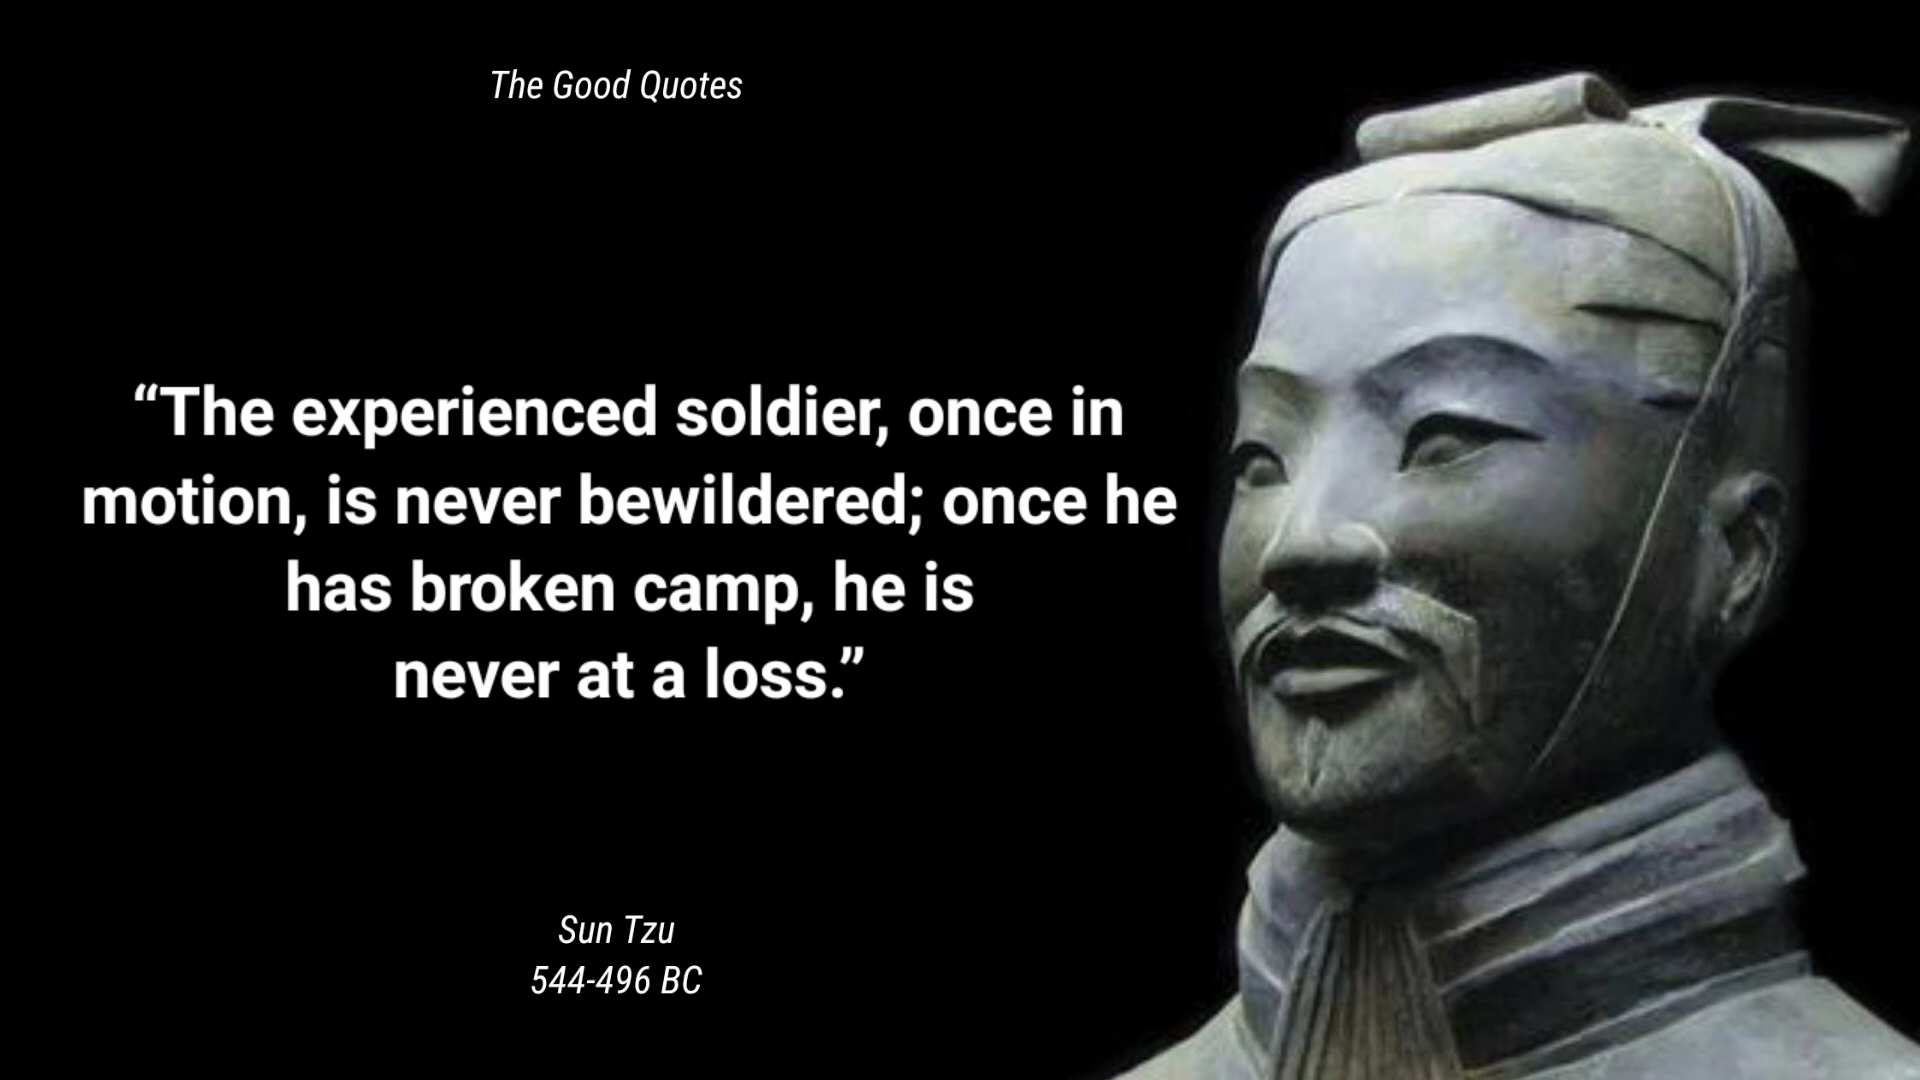 The Good Quotes
“The experienced soldier, once in
motion, is never bewildered; once he
has broken camp, he is
never at a loss.”
Sun Tzu
544-496 BC